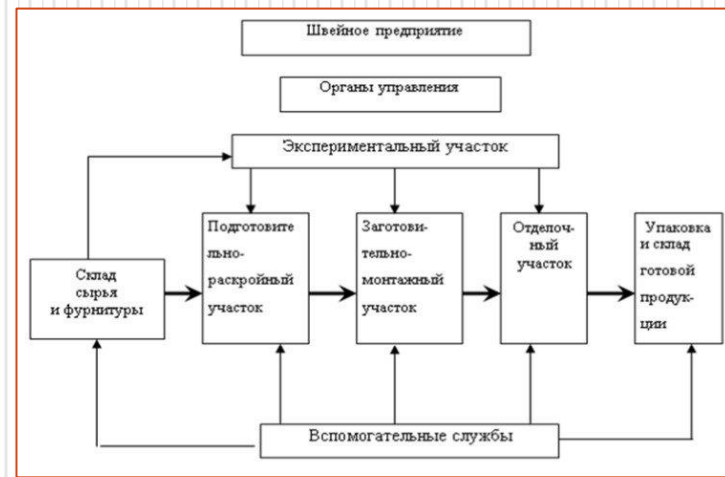 Швейное предприятие
Органы управления
Экспериментальный участок
Склад
сырья
и фурнитуры
Подготовите
льно-
раскройный
участок
Заготови-
тельно-
монтажный
участок
Отделоч-
ный
участок
Упаковка
и склад
готовой
продук-
ции
Вспомогательные службы